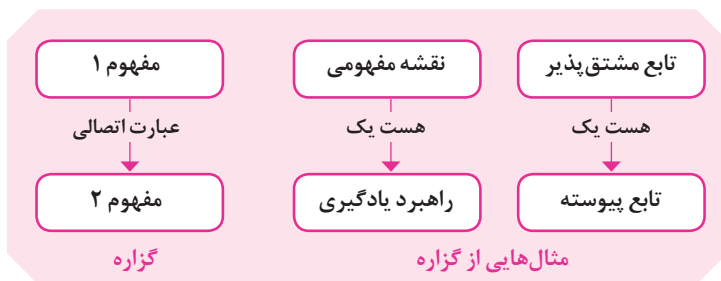 تابع مشتق‌پذیر
هست یک
تابع پیوسته
نقشه مفهومی
هست یک
راهبرد یادگیری
مثال‌هایی از گزاره
مفهوم ۱
عبارت اتصالی
مفهوم ۲
گزاره